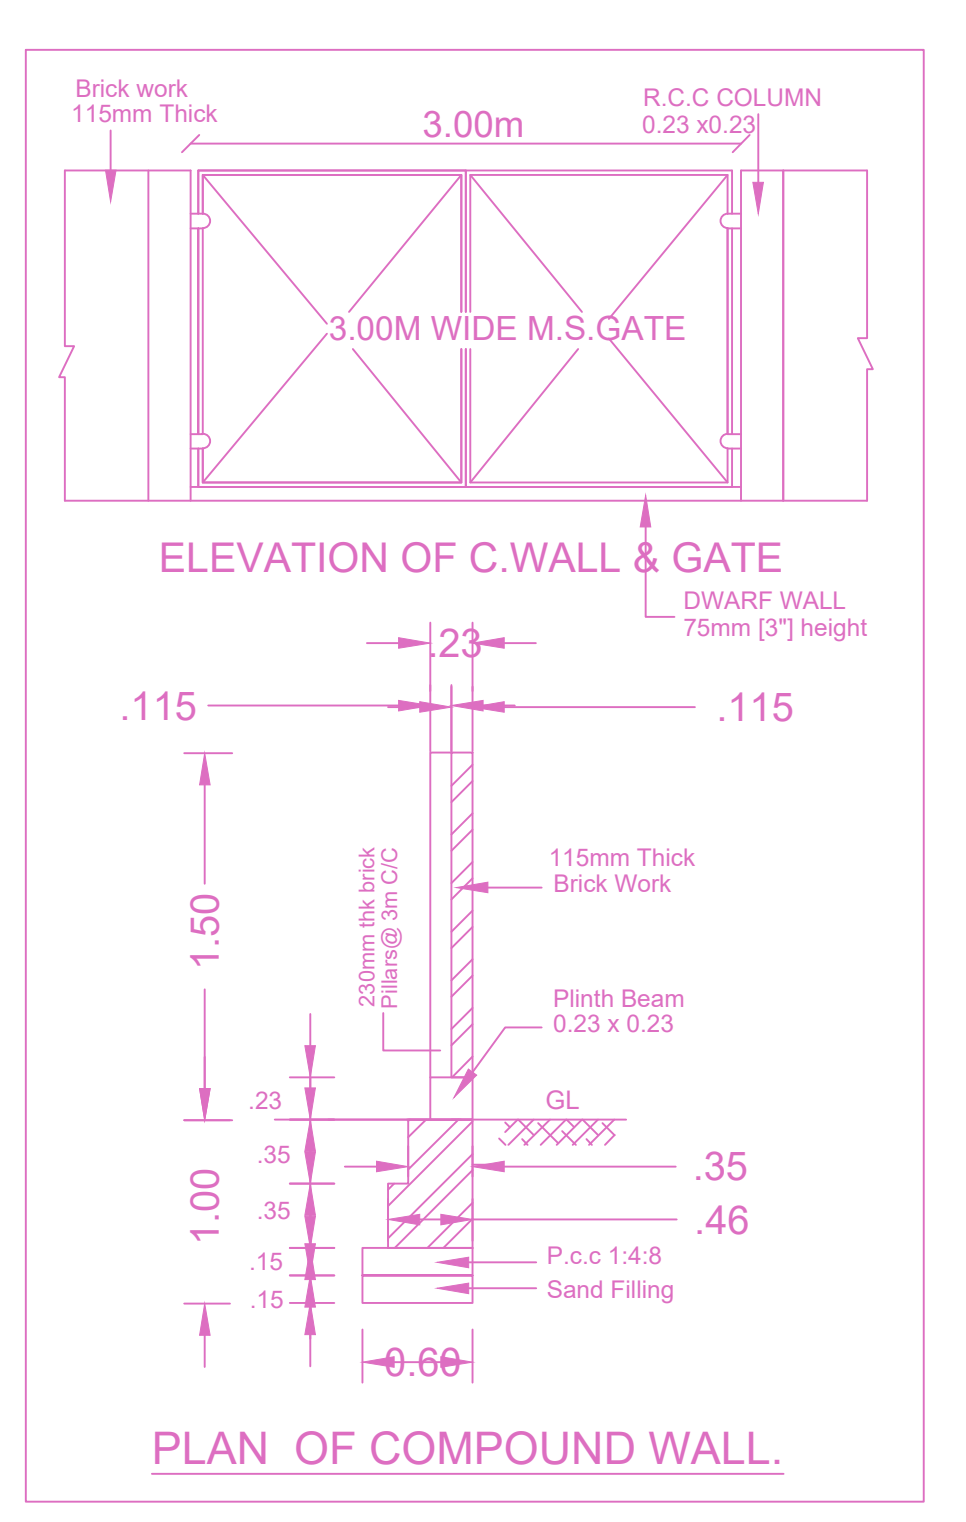 Brick work
115mm Thick
3.00m
R.C.C COLUMN
0.23 x0.23
3.00M WIDE M.S.GATE
ELEVATION OF C.WALL & GATE
DWARF WALL
75mm [3"] height
.23
.115
.115
1.50
230mm thk brick
Pillars@ 3m C/C
115mm Thick
Brick Work
Plinth Beam
0.23 x 0.23
.23
GL
.35
.35
1.00
.35
.46
.15
P.c.c 1:4:8
.15
Sand Filling
0.60
PLAN OF COMPOUND WALL.